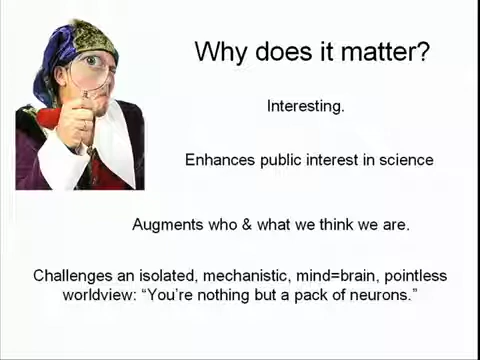 Why does it matter?
Interesting.
Enhances public interest in science
Augments who & what we think we are.
Challenges an isolated, mechanistic, mind=brain, pointless
worldview: “You’re nothing but a pack of neurons.”